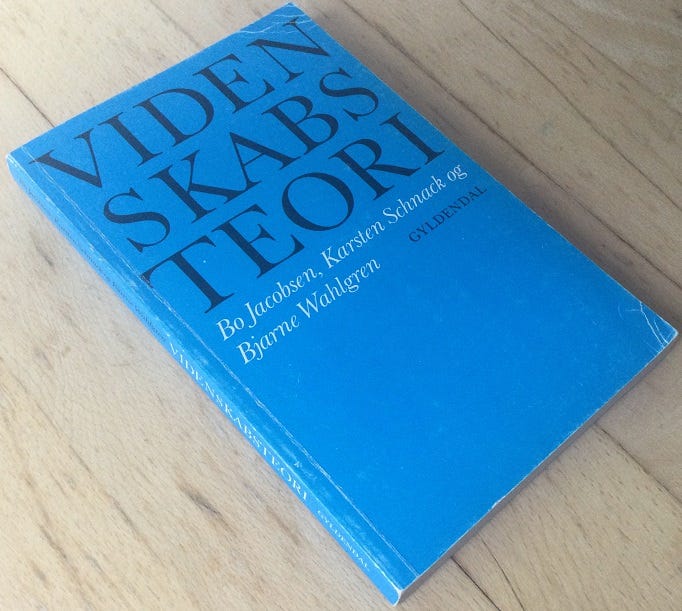 VIDEN
SKABS
TEORI
Bo Jacobsen, Karsten Schnack og
Bjarne Wahlgren
GYLDENDAL
VIDENSKABSTEORI
GYLDENDAL